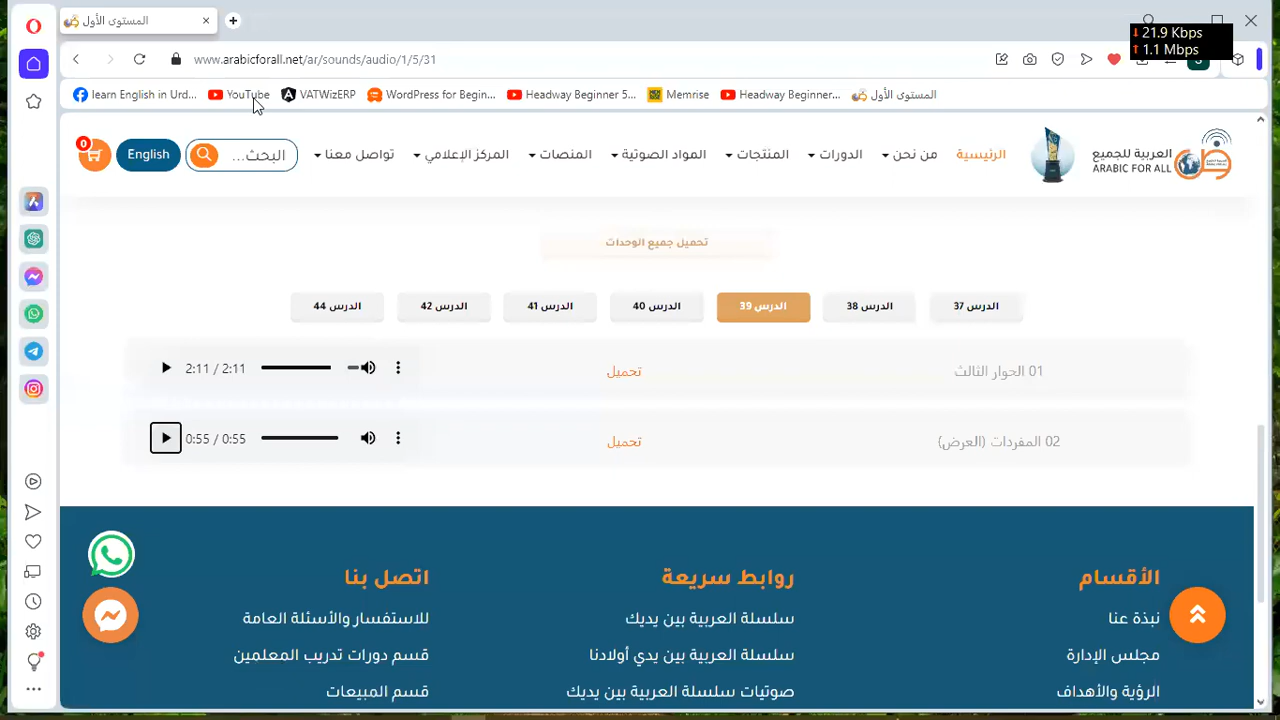 المستوى الأول
21.9 Kbps
1.1 Mbps
www.arabicforall.net/ar/sounds/audio/1/5/31
learn English in Urd...
YouTube
VATWizERP
WordPress for Begin...
Headway Beginner 5...
Memrise
Headway Beginner...
المستوى الأول
العربية للجميع
ARABIC FOR ALL
الرئيسية
من نحن
الدورات
المنتجات
المواد الصوتية
المنصات
المركز الإعلامي
تواصل معنا
البحث...
English
0
تحميل جميع الوحدات
الدرس 37
الدرس 38
الدرس 39
الدرس 40
الدرس 41
الدرس 42
الدرس 44
01 الحوار الثالث
تحميل
2:11 / 2:11
02 المفردات (العرض)
تحميل
0:55 / 0:55
الأقسام
نبذة عنا
مجلس الإدارة
الرؤية والأهداف
روابط سريعة
سلسلة العربية بين يديك
سلسلة العربية بين يدي أولادنا
صوتيات سلسلة العربية بين يديك
اتصل بنا
للاستفسار والأسئلة العامة
قسم دورات تدريب المعلمين
قسم المبيعات